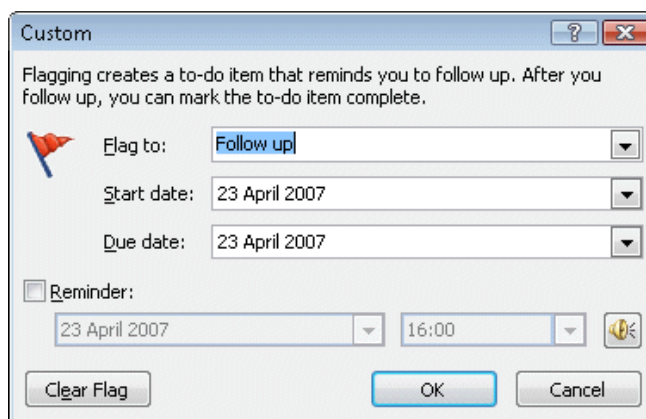 Custom
Flagging creates a to-do item that reminds you to follow up. After you
follow up, you can mark the to-do item complete.
Flag to: Follow up
Start date: 23 April 2007
Due date: 23 April 2007
Reminder:
23 April 2007 16:00
Clear Flag OK Cancel